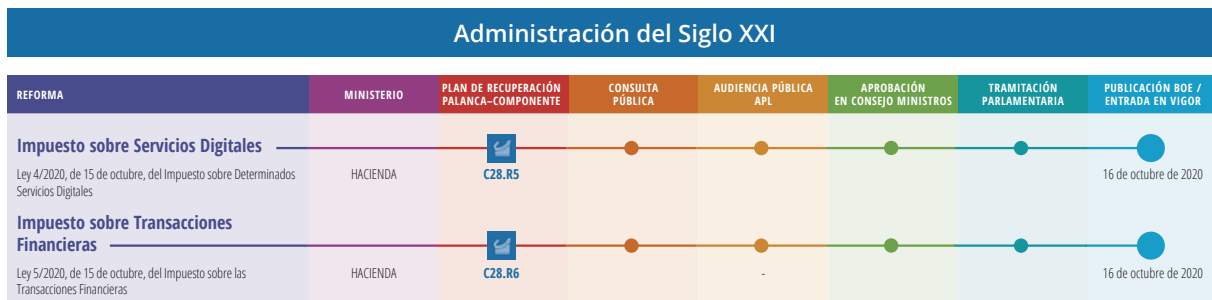 Administración del Siglo XXI
REFORMA
MINISTERIO
PLAN DE RECUPERACIÓN
PALANCA–COMPONENTE
CONSULTA
PÚBLICA
AUDIENCIA PÚBLICA
APL
APROBACIÓN
EN CONSEJO MINISTROS
TRAMITACIÓN
PARLAMENTARIA
PUBLICACIÓN BOE /
ENTRADA EN VIGOR
Impuesto sobre Servicios Digitales
Ley 4/2020, de 15 de octubre, del Impuesto sobre Determinados
Servicios Digitales
HACIENDA
C28.R5
16 de octubre de 2020
Impuesto sobre Transacciones
Financieras
Ley 5/2020, de 15 de octubre, del Impuesto sobre las
Transacciones Financieras
HACIENDA
C28.R6
-
16 de octubre de 2020